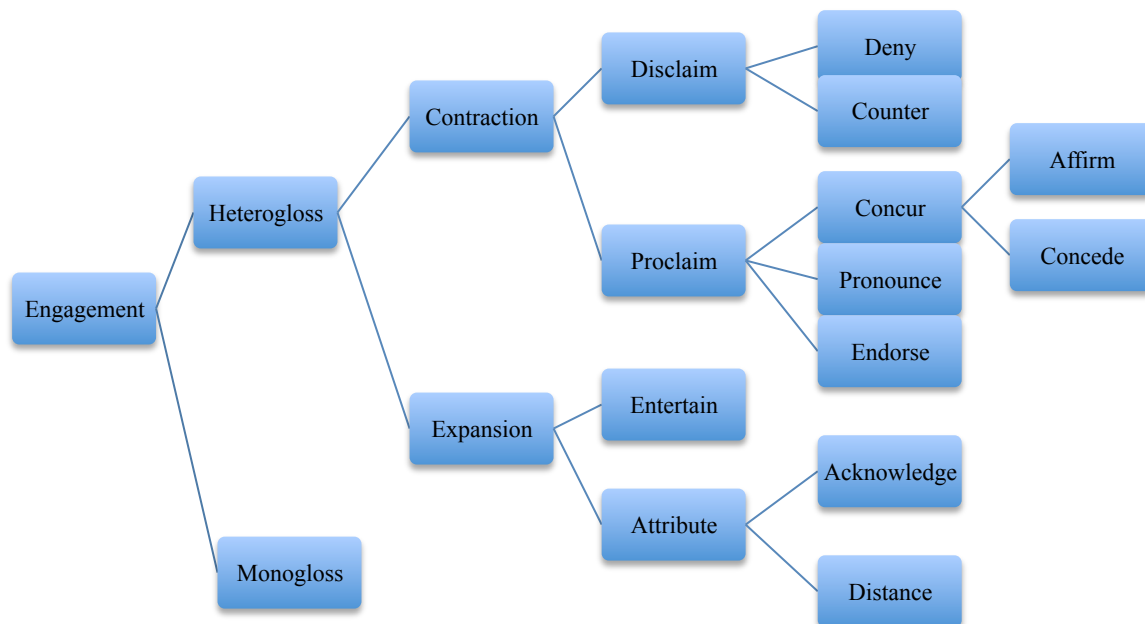 Engagement
Heterogloss
Monogloss
Contraction
Expansion
Disclaim
Proclaim
Entertain
Attribute
Deny
Counter
Concur
Pronounce
Endorse
Acknowledge
Distance
Affirm
Concede